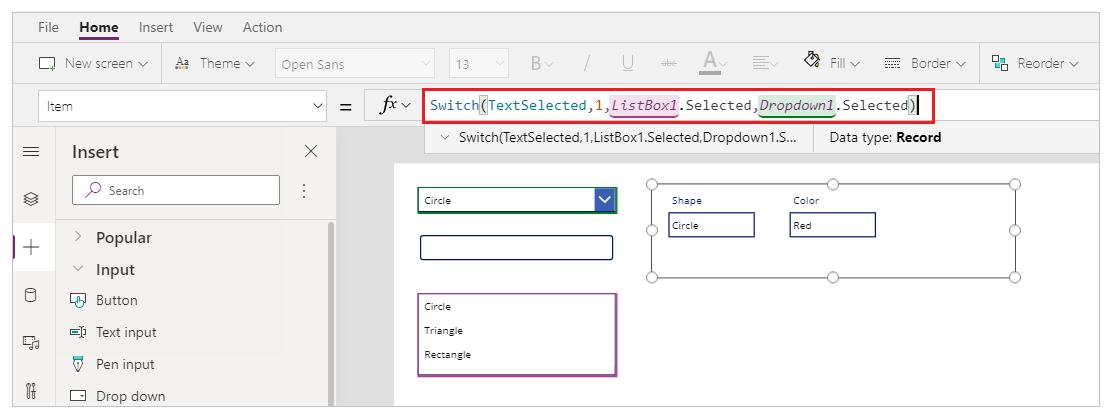 File Home Insert View Action
New screen Aa Theme Open Sans 13 B / U abc A Fill Border Reorder
Item = fx Switch(TextSelected,1,ListBox1.Selected,Dropdown1.Selected)
Switch(TextSelected,1,ListBox1.Selected,Dropdown1.S... Data type: Record
Insert
Search
Popular
Input
Button
Text input
Pen input
Drop down
Circle
Circle
Triangle
Rectangle
Shape Color
Circle Red